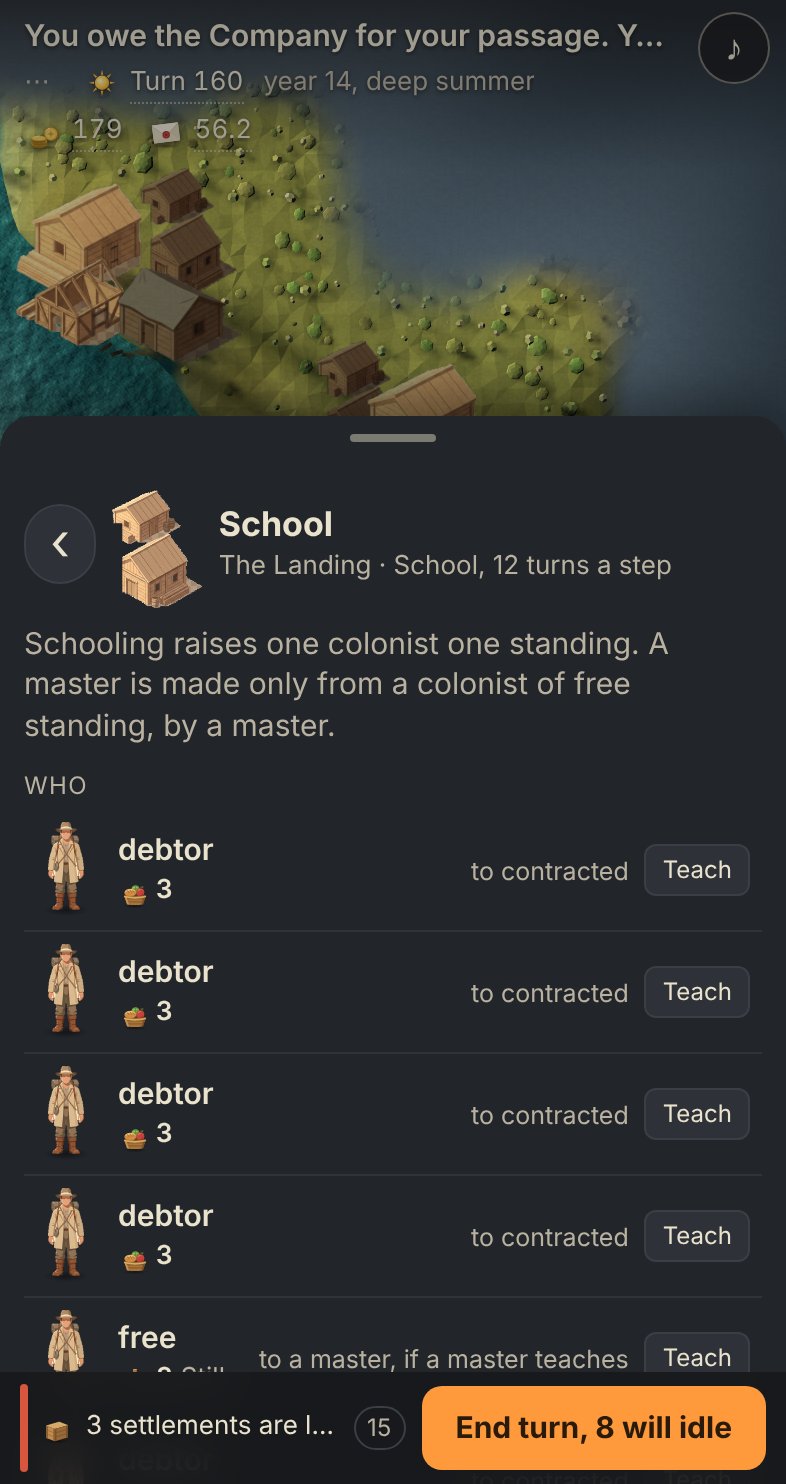 You owe the Company for your passage. Y...
... Turn 160 year 14, deep summer
179 56.2
School
The Landing · School, 12 turns a step
Schooling raises one colonist one standing. A
master is made only from a colonist of free
standing, by a master.
WHO
debtor
3
to contracted Teach
debtor
3
to contracted Teach
debtor
3
to contracted Teach
debtor
3
to contracted Teach
free
to a master, if a master teaches Teach
3 settlements are l... 15 End turn, 8 will idle
debtor